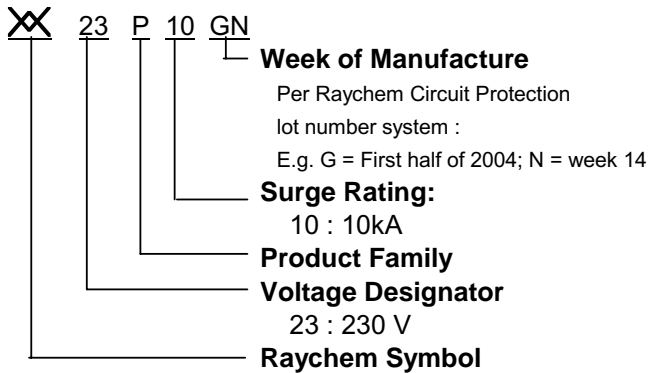 XX 23 P 10 GN
Week of Manufacture
Per Raychem Circuit Protection
lot number system :
E.g. G = First half of 2004; N = week 14
Surge Rating:
10 : 10kA
Product Family
Voltage Designator
23 : 230 V
Raychem Symbol